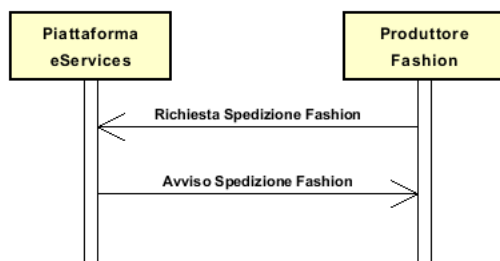 Piattaforma
eServices
Produttore
Fashion
Richiesta Spedizione Fashion
Avviso Spedizione Fashion